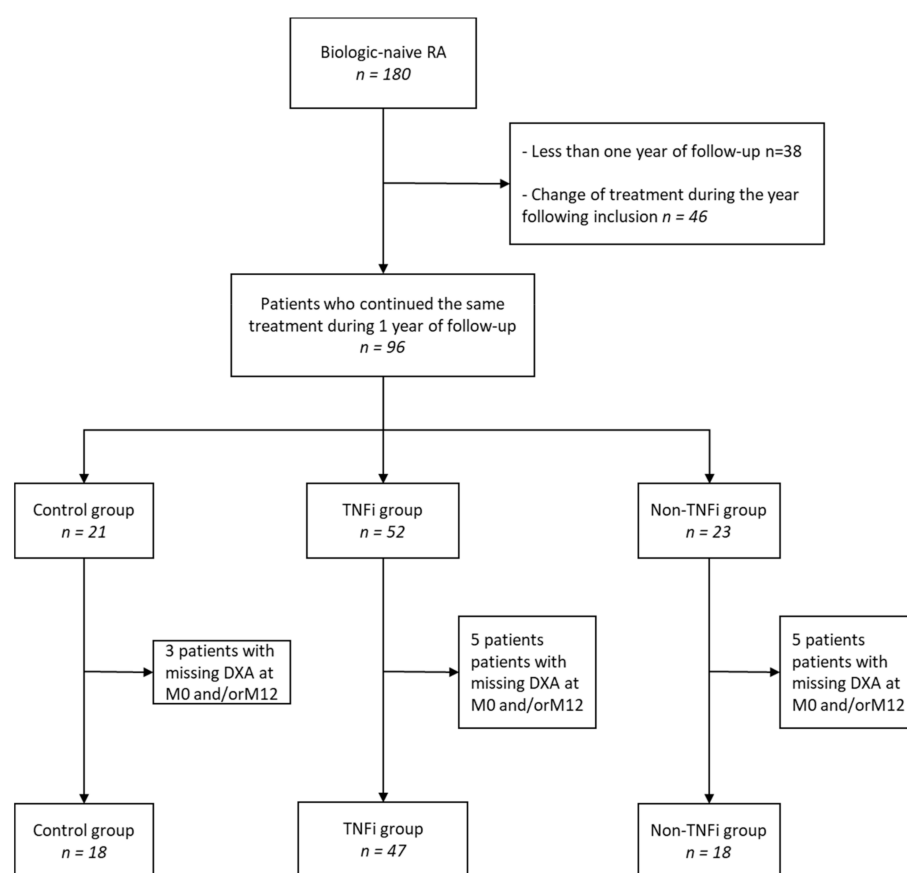 Biologic-naive RA
n = 180
- Less than one year of follow-up n=38
- Change of treatment during the year
following inclusion n = 46
Patients who continued the same
treatment during 1 year of follow-up
n = 96
Control group
n = 21
TNFi group
n = 52
Non-TNFi group
n = 23
3 patients with
missing DXA at
M0 and/orM12
5 patients
patients with
missing DXA at
M0 and/orM12
5 patients
patients with
missing DXA at
M0 and/orM12
Control group
n = 18
TNFi group
n = 47
Non-TNFi group
n = 18